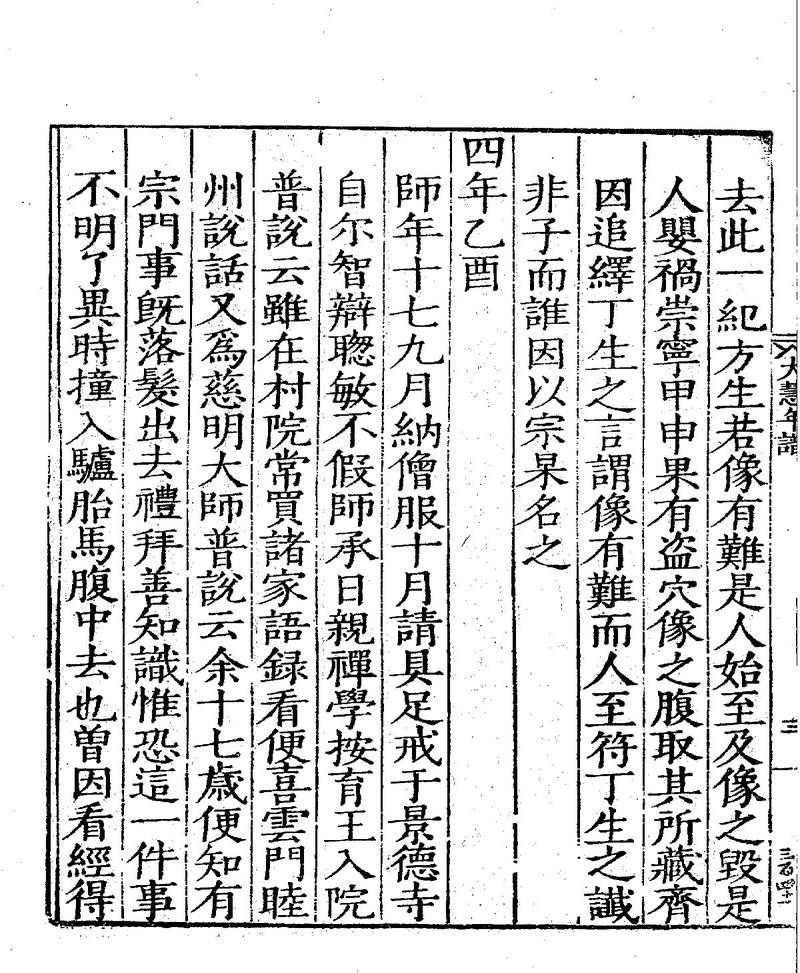 去此一紀方生若像有難是人始至及像之毀是
人嬰禍崇寧甲申果有盜穴像之腹取其所藏齊
因追繹丁生之言謂像有難而人至符丁生之讖
非子而誰因以宗杲名之
四年乙酉
師年十七九月納僧服十月請具足戒于景德寺
自尔智辯聦敏不假師承日親禪學按育王入院
普說云雖在村院常買諸家語録看便喜雲門睦
州說話又爲慈明大師普說云余十七歳便知有
宗門事旣落髮出去禮拜善知識惟恐這一件事
不明了異時撞入驢胎馬腹中去也曽因看經得
大慧年譜
三